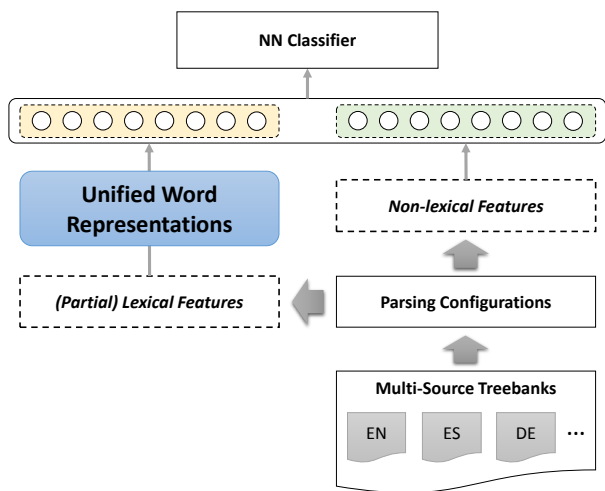 NN Classifier
Unified Word
Representations
Non-lexical Features
(Partial) Lexical Features
Parsing Configurations
Multi-Source Treebanks
EN ES DE ...